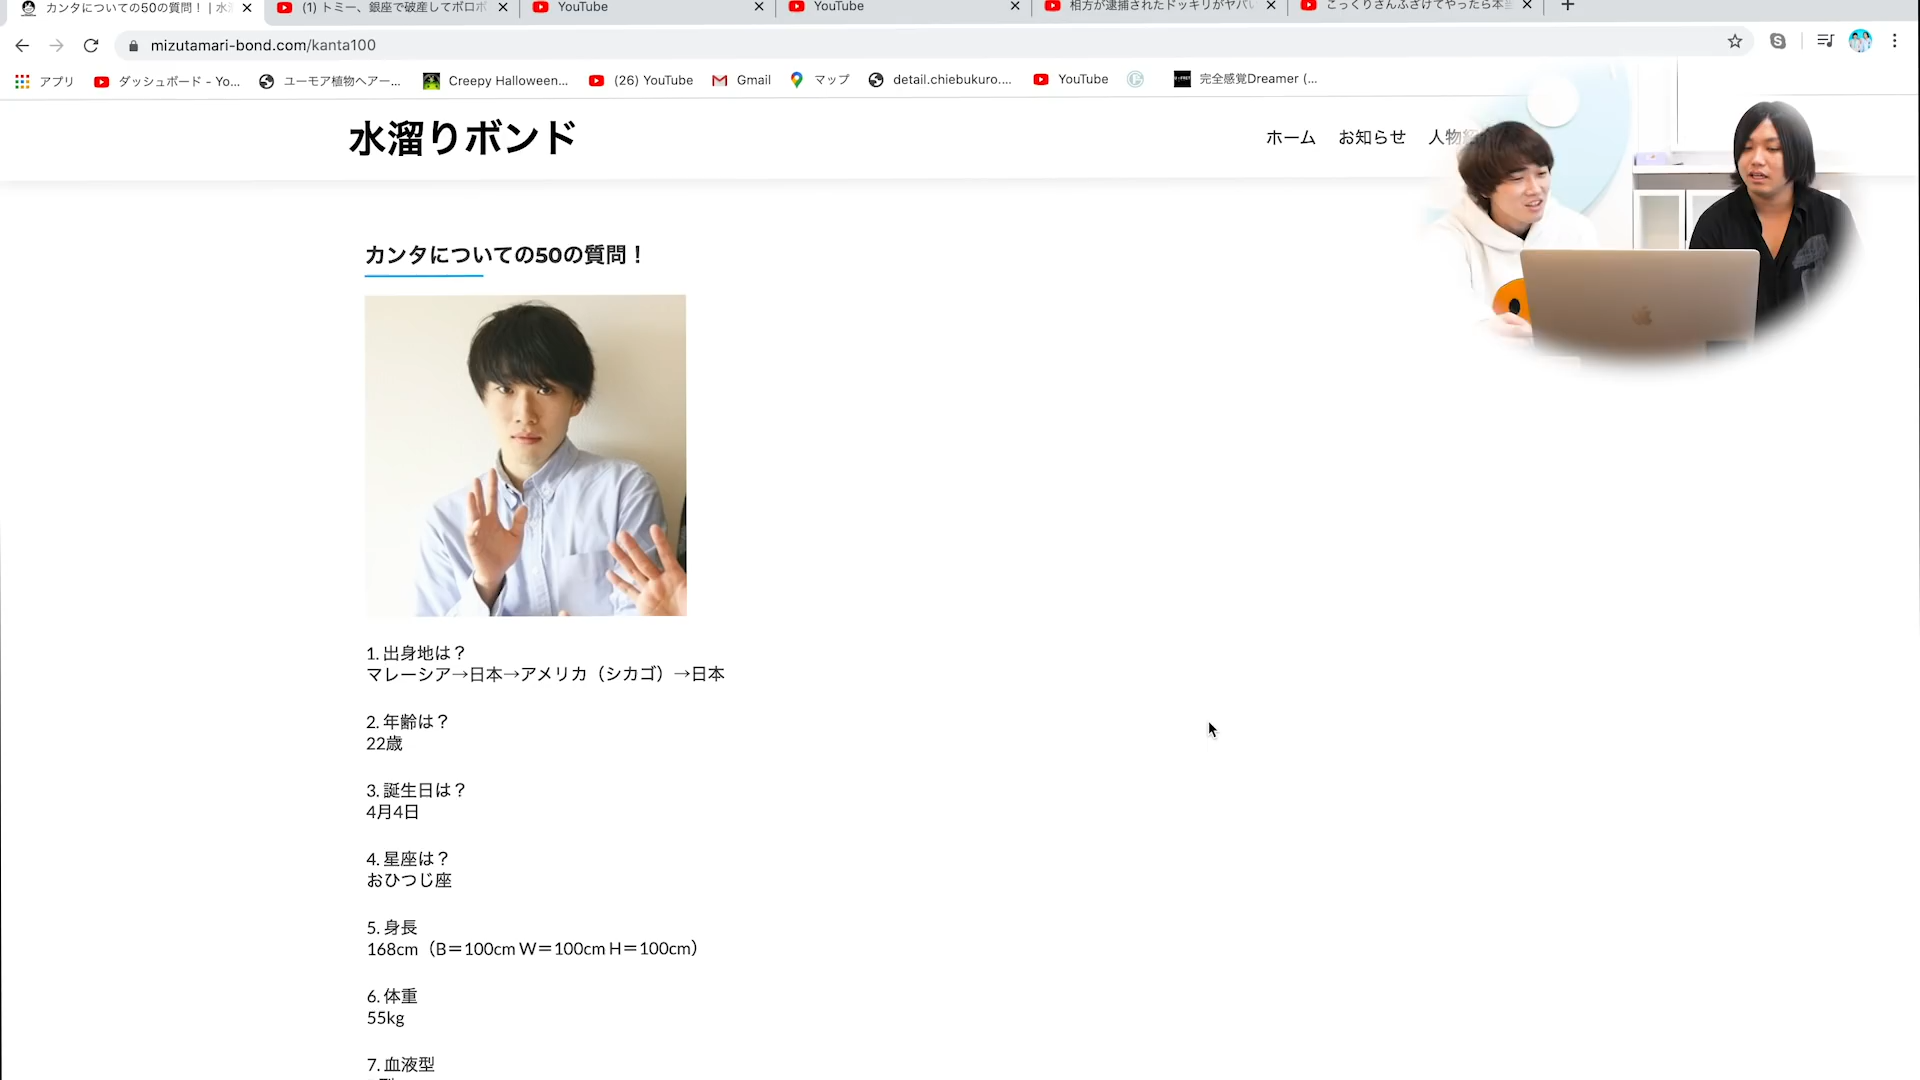 カンタについての50の質問！ | 水
(1) トミー、銀座で破産してボロボ
YouTube
YouTube
相方が逮捕されたドッキリがヤバい
こっくりさんふざけてやったら本
mizutamari-bond.com/kanta100
アプリ
ダッシュボード - Yo...
ユーモア植物ヘアー...
Creepy Halloween...
(26) YouTube
Gmail
マップ
detail.chiebukuro....
YouTube
完全感覚Dreamer (...
水溜りボンド
ホーム
お知らせ
人物
カンタについての50の質問！
1. 出身地は？
マレーシア→日本→アメリカ（シカゴ）→日本
2. 年齢は？
22歳
3. 誕生日は？
4月4日
4. 星座は？
おひつじ座
5. 身長
168cm（B＝100cm W＝100cm H＝100cm）
6. 体重
55kg
7. 血液型